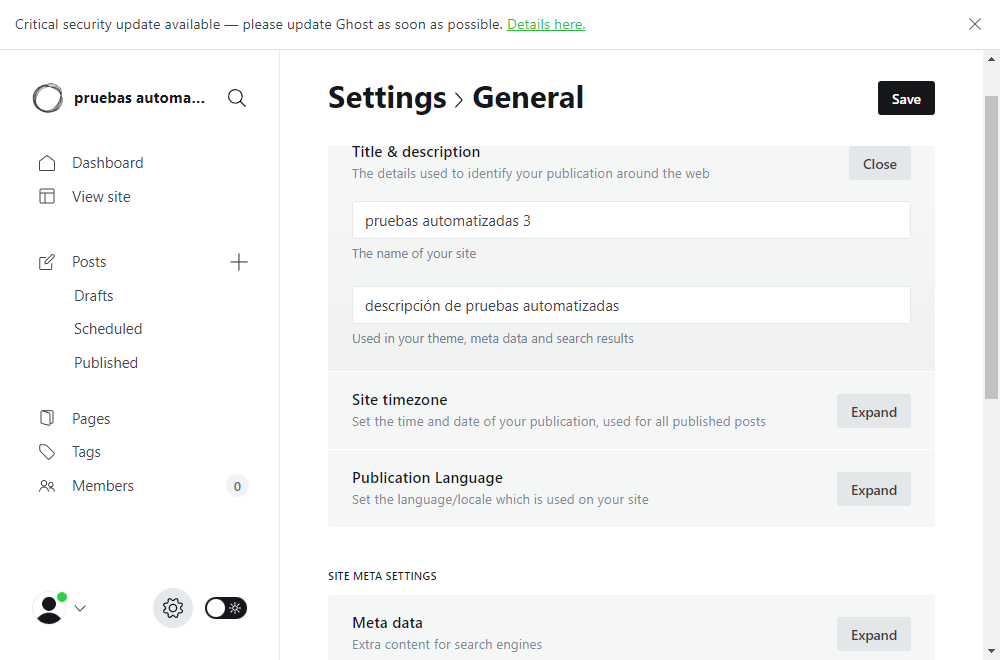 Critical security update available — please update Ghost as soon as possible. Details here.
pruebas automa...
Dashboard
View site
Posts
Drafts
Scheduled
Published
Pages
Tags
Members
0
Settings › General
Save
Title & description
The details used to identify your publication around the web
Close
pruebas automatizadas 3
The name of your site
descripción de pruebas automatizadas
Used in your theme, meta data and search results
Site timezone
Set the time and date of your publication, used for all published posts
Expand
Publication Language
Set the language/locale which is used on your site
Expand
SITE META SETTINGS
Meta data
Extra content for search engines
Expand